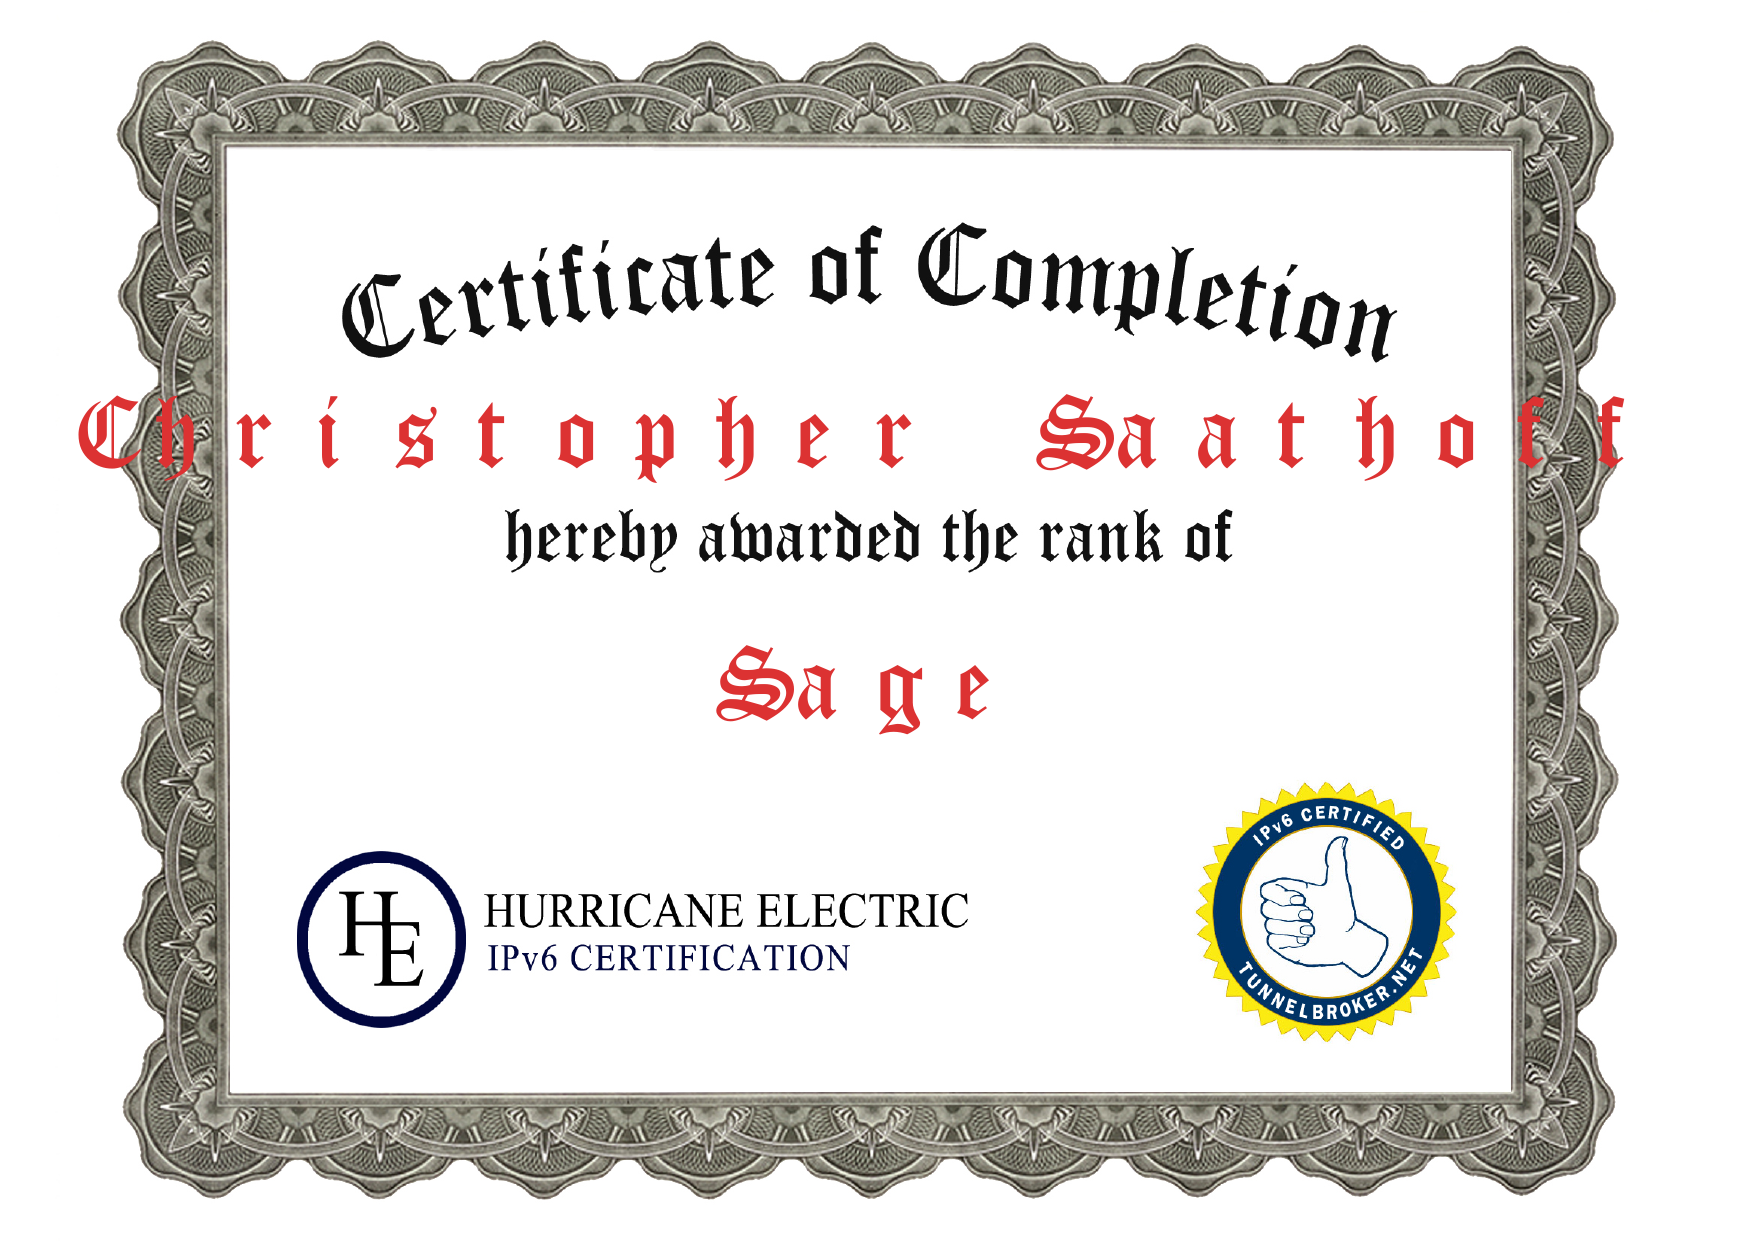 Certificate of Completion
Christopher Saathoff
hereby awarded the rank of
Sage
HE
HURRICANE ELECTRIC
IPv6 CERTIFICATION
IPv6 CERTIFIED
TUNNELBROKER.NET